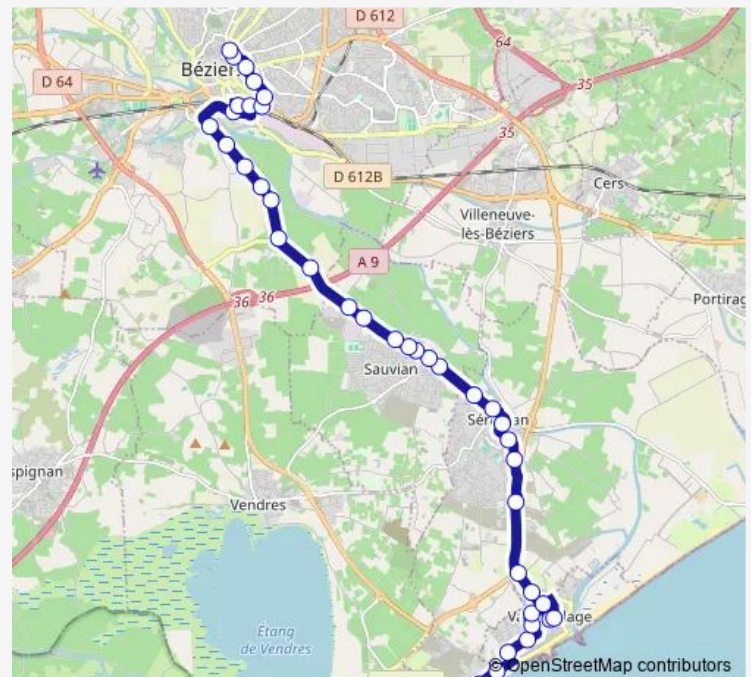 D 612
64
Bézier
D 64
35
35
D 612B
Cers
Villeneuve-
lès-Béziers
A 9
36 36
Portirag
Sauvian
Sér
nan
spignan
Vendres
Va
lage
Étang
de Vendres
© OpenStreetMap contributors